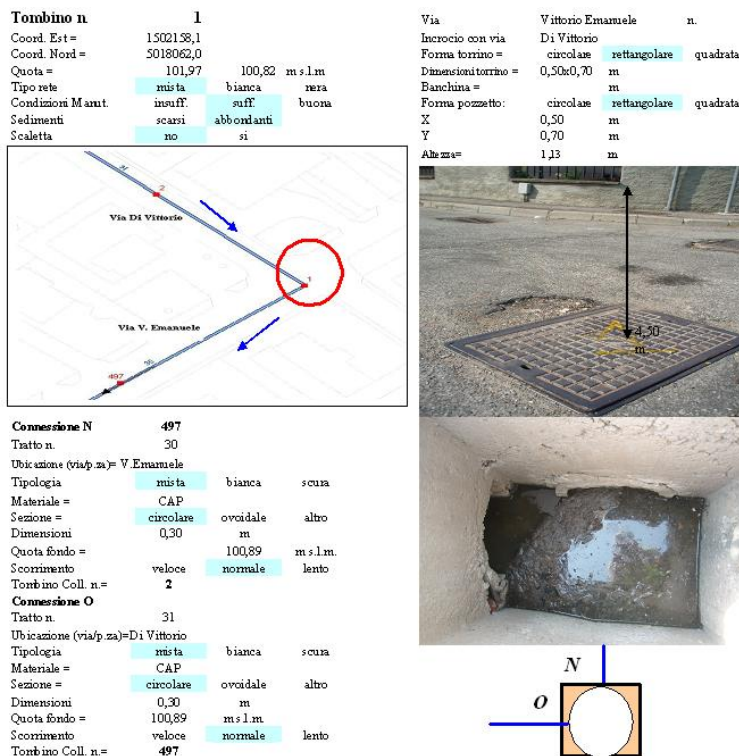 Tombino n 1
Coord. Est = 1502158,1
Coord. Nord = 5018062,0
Quota = 101,97 100,82 m s.l.m
Tipo rete mista bianca nera
Condizioni Manut. insuff. suff. buona
Sedimenti scarsi abbondanti
Scaletta no si
Via Vittorio Emanuele n.
Incrocio con via Di Vittorio
Forma torrino = circolare rettangolare quadrata
Dimensioni torrino = 0,50x0,70 m
Banchina = m
Forma pozzetto: circolare rettangolare quadrata
X 0,50 m
Y 0,70 m
Altezza= 1,13 m
2
Via Di Vittorio
1
Via V. Emanuele
497
4,50
m
Connessione N 497
Tratto n. 30
Ubicazione (via/p.za)= V.Emanuele
Tipologia mista bianca scura
Materiale = CAP
Sezione = circolare ovoidale altro
Dimensioni 0,30 m
Quota fondo = 100,89 m s.l.m.
Scorrimento veloce normale lento
Tombino Coll. n.= 2
Connessione O
Tratto n. 31
Ubicazione (via/p.za)=Di Vittorio
Tipologia mista bianca scura
Materiale = CAP
Sezione = circolare ovoidale altro
Dimensioni 0,30 m
Quota fondo = 100,89 m s.l.m.
Scorrimento veloce normale lento
Tombino Coll. n.= 497
N
O